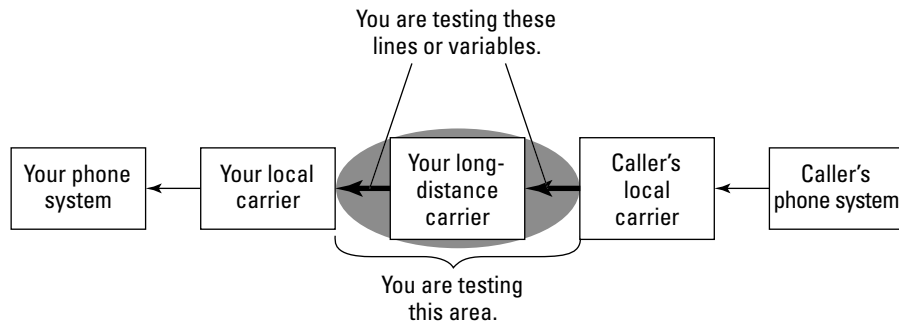 You are testing these
lines or variables.
Your phone
system
Your local
carrier
Your long-
distance
carrier
Caller's
local
carrier
Caller's
phone system
You are testing
this area.